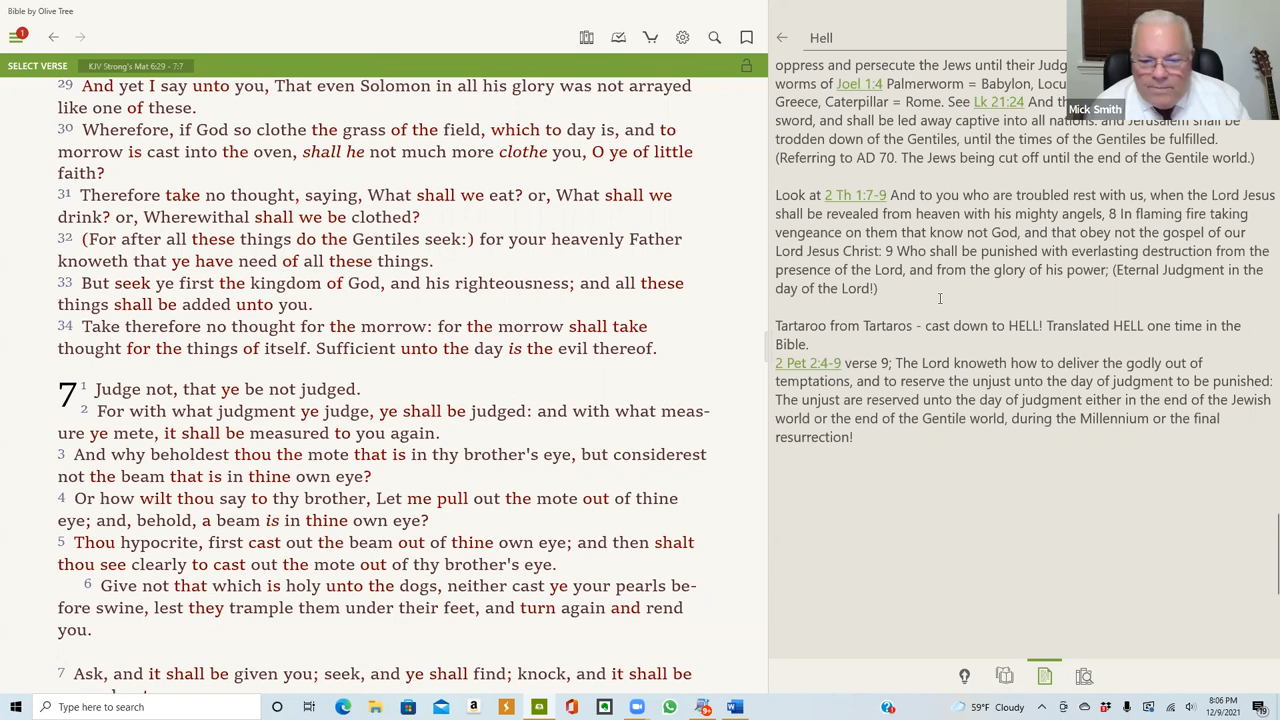 Bible by Olive Tree
1
SELECT VERSE
KJV Strong's Mat 6:29 - 7:7
29 And yet I say unto you, That even Solomon in all his glory was not arrayed
like one of these.
30 Wherefore, if God so clothe the grass of the field, which to day is, and to
morrow is cast into the oven, shall he not much more clothe you, O ye of little
faith?
31 Therefore take no thought, saying, What shall we eat? or, What shall we
drink? or, Wherewithal shall we be clothed?
32 (For after all these things do the Gentiles seek:) for your heavenly Father
knoweth that ye have need of all these things.
33 But seek ye first the kingdom of God, and his righteousness; and all these
things shall be added unto you.
34 Take therefore no thought for the morrow: for the morrow shall take
thought for the things of itself. Sufficient unto the day is the evil thereof.
7 1 Judge not, that ye be not judged.
2 For with what judgment ye judge, ye shall be judged: and with what meas-
ure ye mete, it shall be measured to you again.
3 And why beholdest thou the mote that is in thy brother's eye, but considerest
not the beam that is in thine own eye?
4 Or how wilt thou say to thy brother, Let me pull out the mote out of thine
eye; and, behold, a beam is in thine own eye?
5 Thou hypocrite, first cast out the beam out of thine own eye; and then shalt
thou see clearly to cast out the mote out of thy brother's eye.
6 Give not that which is holy unto the dogs, neither cast ye your pearls be-
fore swine, lest they trample them under their feet, and turn again and rend
you.
7 Ask, and it shall be given you; seek, and ye shall find; knock, and it shall be
Hell
oppress and persecute the Jews until their Judg
worms of Joel 1:4 Palmerworm = Babylon, Locu
Greece, Caterpillar = Rome. See Lk 21:24 And th
sword, and shall be led away captive into all nations, and Jerusalem shall be
trodden down of the Gentiles, until the times of the Gentiles be fulfilled.
(Referring to AD 70. The Jews being cut off until the end of the Gentile world.)
Look at 2 Th 1:7-9 And to you who are troubled rest with us, when the Lord Jesus
shall be revealed from heaven with his mighty angels, 8 In flaming fire taking
vengeance on them that know not God, and that obey not the gospel of our
Lord Jesus Christ: 9 Who shall be punished with everlasting destruction from the
presence of the Lord, and from the glory of his power; (Eternal Judgment in the
day of the Lord!)
Tartaroo from Tartaros - cast down to HELL! Translated HELL one time in the
Bible.
2 Pet 2:4-9 verse 9; The Lord knoweth how to deliver the godly out of
temptations, and to reserve the unjust unto the day of judgment to be punished:
The unjust are reserved unto the day of judgment either in the end of the Jewish
world or the end of the Gentile world, during the Millennium or the final
resurrection!
Mick Smith
Type here to search
59°F Cloudy
8:06 PM
12/9/2021